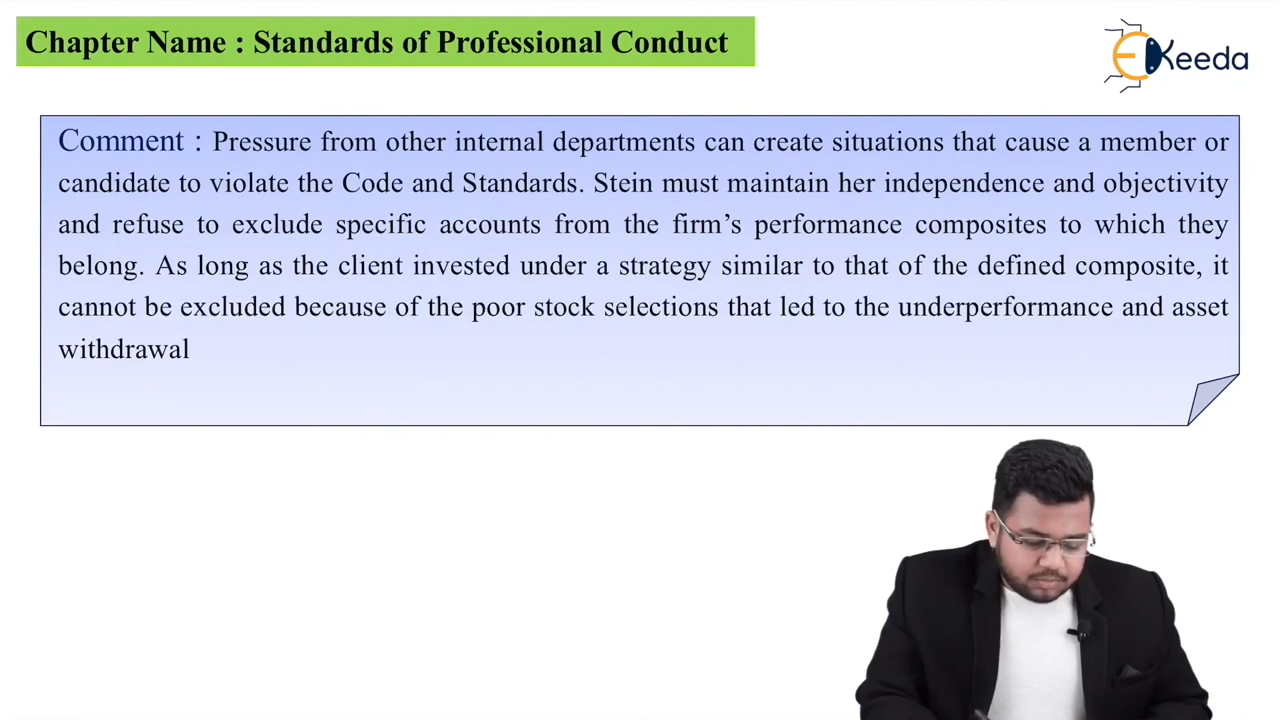 Chapter Name : Standards of Professional Conduct
EKeeda
Comment : Pressure from other internal departments can create situations that cause a member or
candidate to violate the Code and Standards. Stein must maintain her independence and objectivity
and refuse to exclude specific accounts from the firm’s performance composites to which they
belong. As long as the client invested under a strategy similar to that of the defined composite, it
cannot be excluded because of the poor stock selections that led to the underperformance and asset
withdrawal